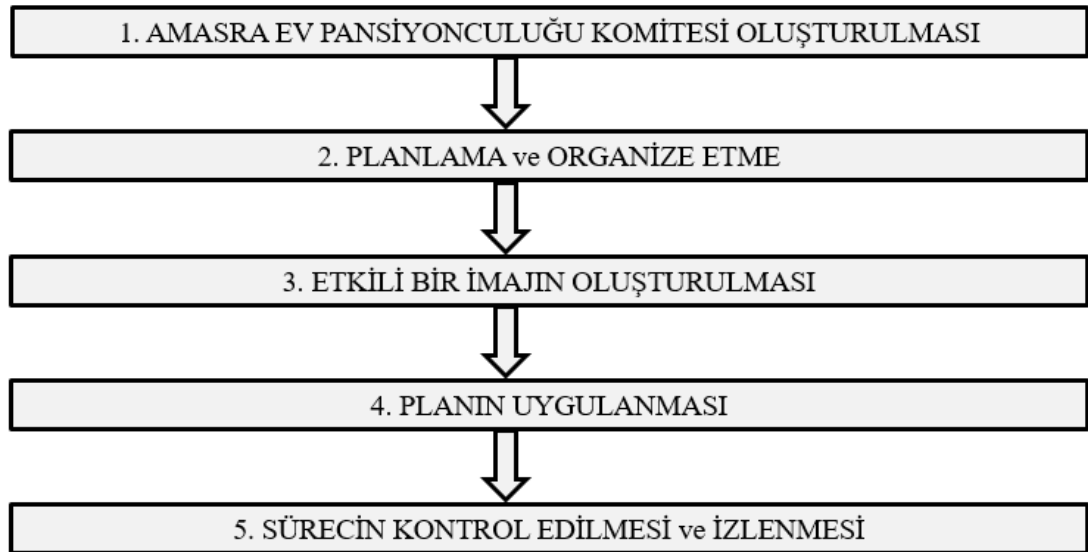 1. AMASRA EV PANSİYONCULUĞU KOMİTESİ OLUŞTURULMASI
2. PLANLAMA ve ORGANİZE ETME
3. ETKİLİ BİR İMAJIN OLUŞTURULMASI
4. PLANIN UYGULANMASI
5. SÜRECİN KONTROL EDİLMESİ ve İZLENMESİ